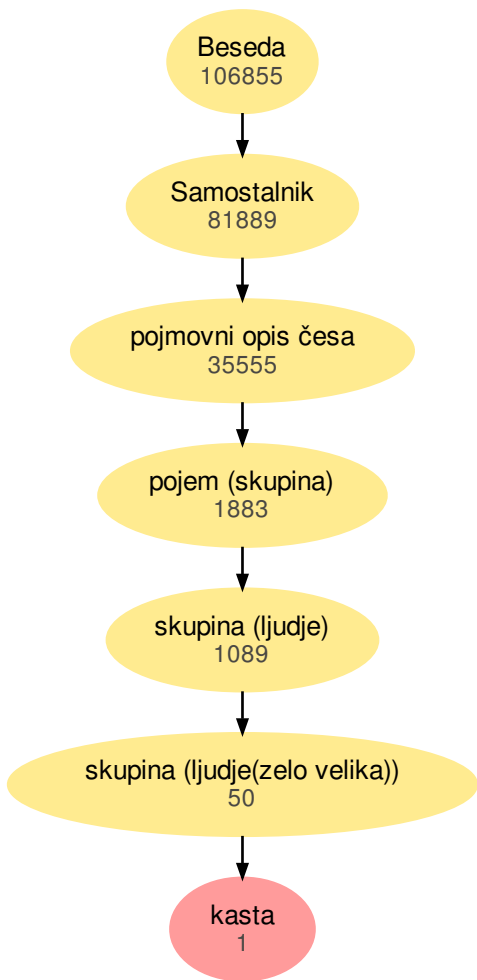 Beseda
106855
Samostalnik
81889
pojmovni opis česa
35555
pojem (skupina)
1883
skupina (ljudje)
1089
skupina (ljudje(zelo velika))
50
kasta
1